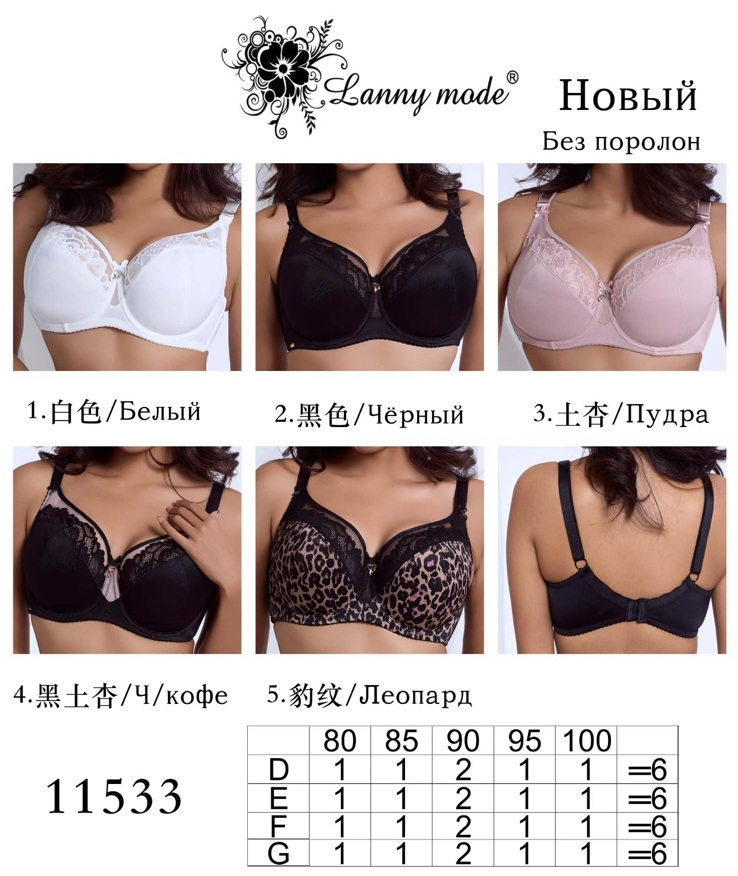 Lanny mode®
Новый
Без поролон
1.白色/Белый
2.黑色/Чёрный
3.土杏/Пудра
4.黑土杏/Ч/кофе
5.豹纹/Леопард
11533
80 85 90 95 100
D 1 1 2 1 1 =6
E 1 1 2 1 1 =6
F 1 1 2 1 1 =6
G 1 1 2 1 1 =6